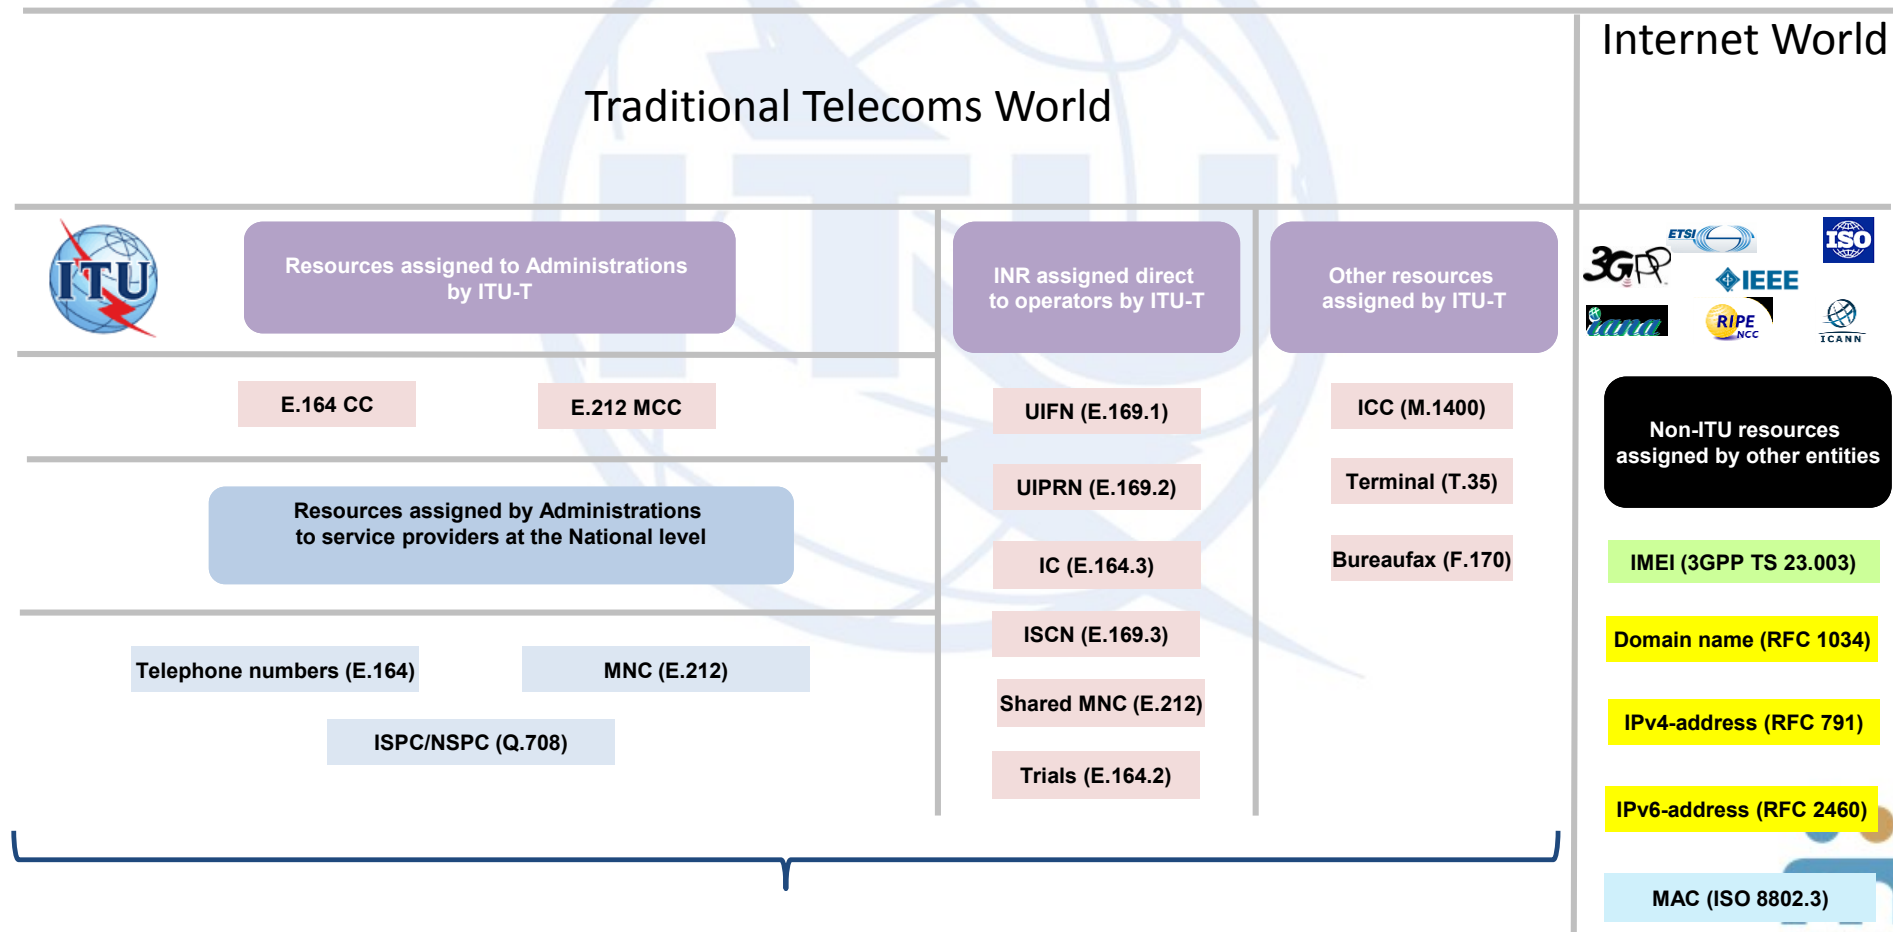 Internet World
Traditional Telecoms World
ITU
ITU
Resources assigned to Administrations
by ITU-T
INR assigned direct
to operators by ITU-T
Other resources
assigned by ITU-T
3GPP
ETSI
ISO
IEEE
iana
RIPE
NCC
ICANN
E.164 CC
E.212 MCC
Resources assigned by Administrations
to service providers at the National level
Telephone numbers (E.164)
MNC (E.212)
ISPC/NSPC (Q.708)
UIFN (E.169.1)
UIPRN (E.169.2)
IC (E.164.3)
ISCN (E.169.3)
Shared MNC (E.212)
Trials (E.164.2)
ICC (M.1400)
Terminal (T.35)
Bureaufax (F.170)
Non-ITU resources
assigned by other entities
IMEI (3GPP TS 23.003)
Domain name (RFC 1034)
IPv4-address (RFC 791)
IPv6-address (RFC 2460)
MAC (ISO 8802.3)